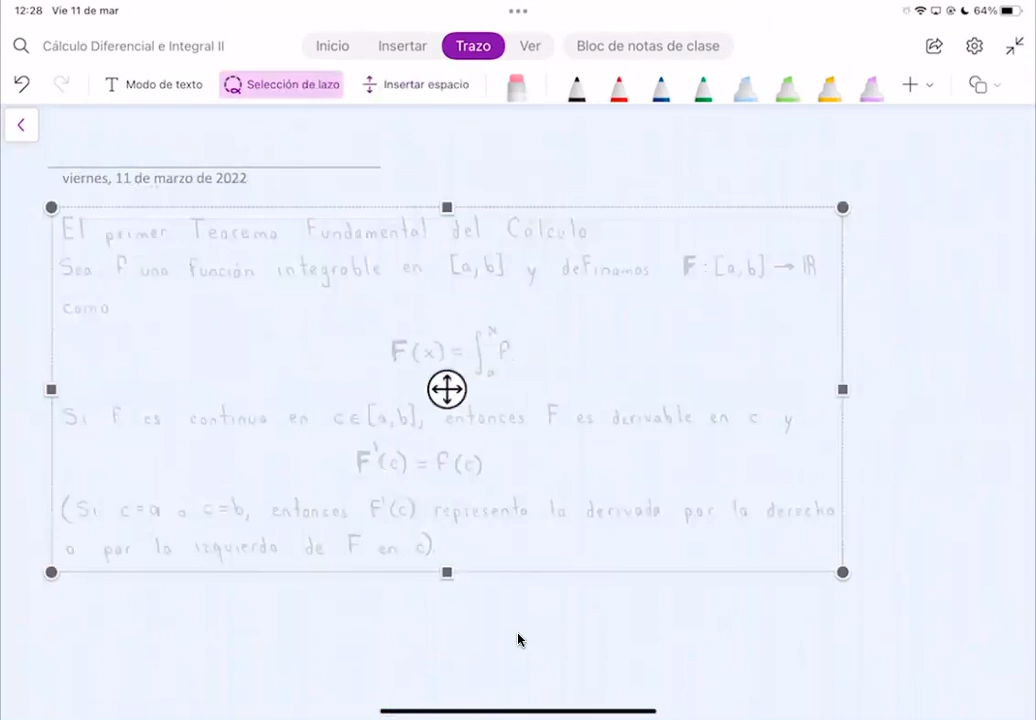 12:28 Vie 11 de mar 64%
Cálculo Diferencial e Integral II Inicio Insertar Trazo Ver Bloc de notas de clase
Modo de texto Selección de lazo Insertar espacio
viernes, 11 de marzo de 2022
El primer Teorema Fundamental del Cálculo
Sea f una función integrable en [a,b] y definamos F:[a,b] → ℝ
como
F(x) = ∫ₐˣ f
Si f es continua en c∈[a,b], entonces F es derivable en c y
F'(c) = f(c)
(Si c=a o c=b, entonces F'(c) representa la derivada por la derecha
o por la izquierda de F en c)